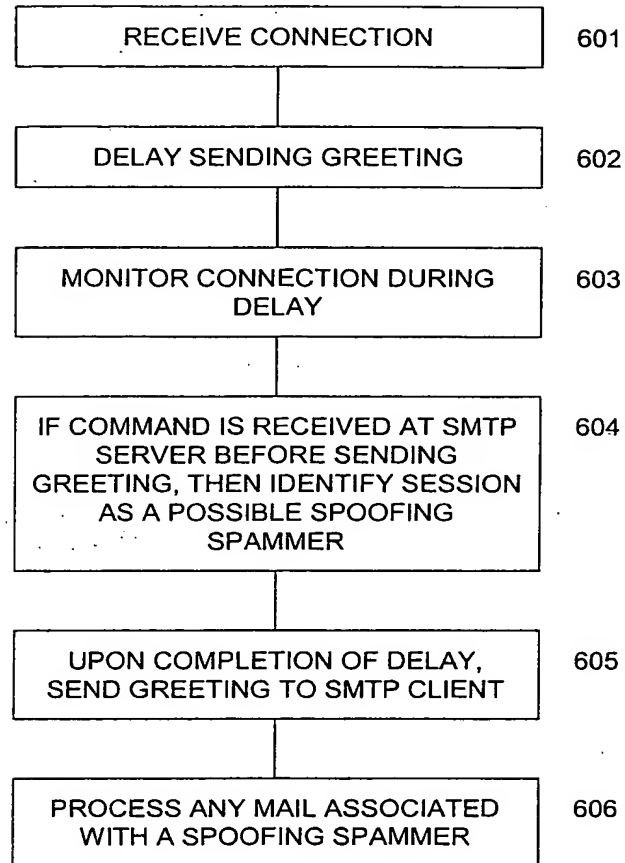 RECEIVE CONNECTION 601
DELAY SENDING GREETING 602
MONITOR CONNECTION DURING 603
DELAY
IF COMMAND IS RECEIVED AT SMTP 604
SERVER BEFORE SENDING
GREETING, THEN IDENTIFY SESSION
AS A POSSIBLE SPOOFING
SPAMMER
UPON COMPLETION OF DELAY, 605
SEND GREETING TO SMTP CLIENT
PROCESS ANY MAIL ASSOCIATED 606
WITH A SPOOFING SPAMMER